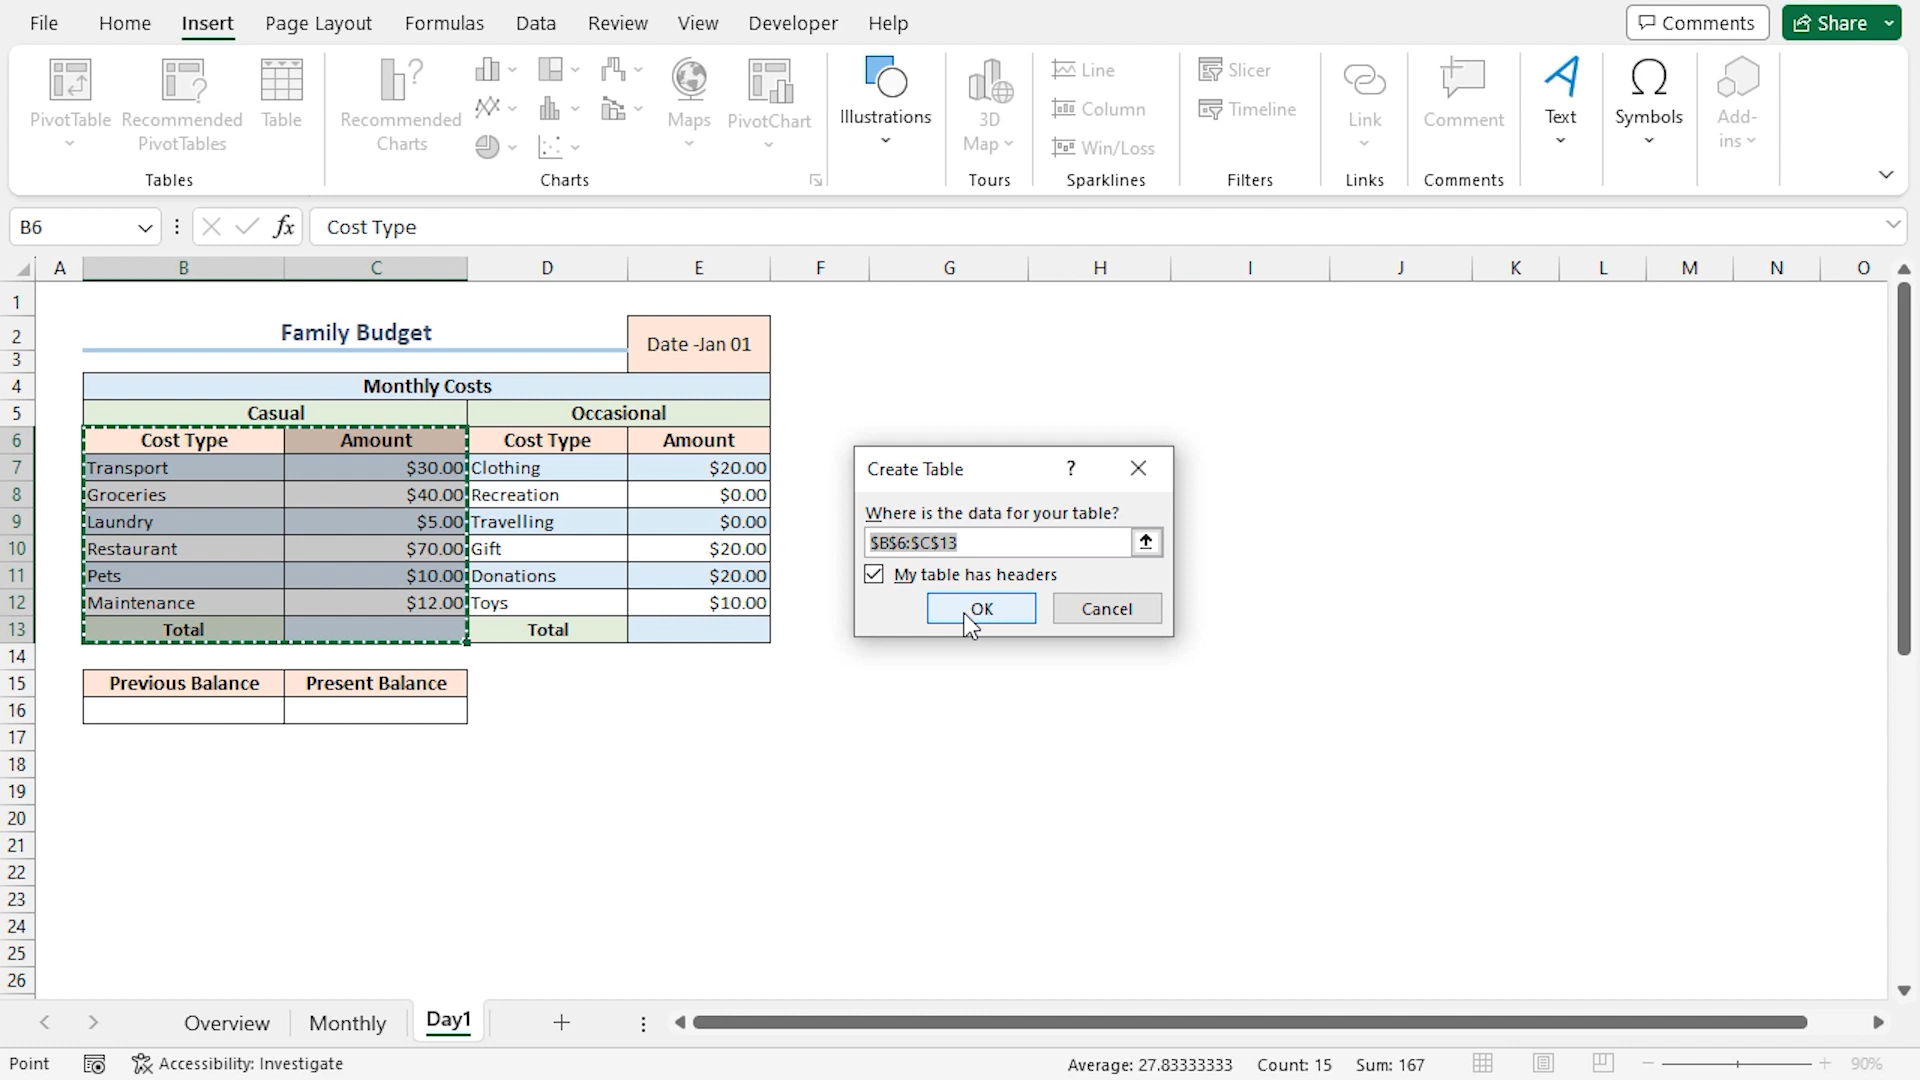 File Home Insert Page Layout Formulas Data Review View Developer Help Comments Share
PivotTable Recommended PivotTables Table
Tables
Recommended Charts Maps PivotChart
Charts
Illustrations
3D Map
Tours
Line
Column
Win/Loss
Sparklines
Slicer
Timeline
Filters
Link
Links
Comment
Comments
Text
Symbols
Add-ins
B6 fx Cost Type
A B C D E F G H I J K L M N O
1
2 Family Budget Date -Jan 01
3
4 Monthly Costs
5 Casual Occasional
6 Cost Type Amount Cost Type Amount
7 Transport $30.00 Clothing $20.00
8 Groceries $40.00 Recreation $0.00
9 Laundry $5.00 Travelling $0.00
10 Restaurant $70.00 Gift $20.00
11 Pets $10.00 Donations $20.00
12 Maintenance $12.00 Toys $10.00
13 Total Total
14
15 Previous Balance Present Balance
16
17
18
19
20
21
22
23
24
25
26
Create Table ?
Where is the data for your table?
$B$6:$C$13
My table has headers
OK Cancel
Overview Monthly Day1
Point Accessibility: Investigate Average: 27.83333333 Count: 15 Sum: 167 90%